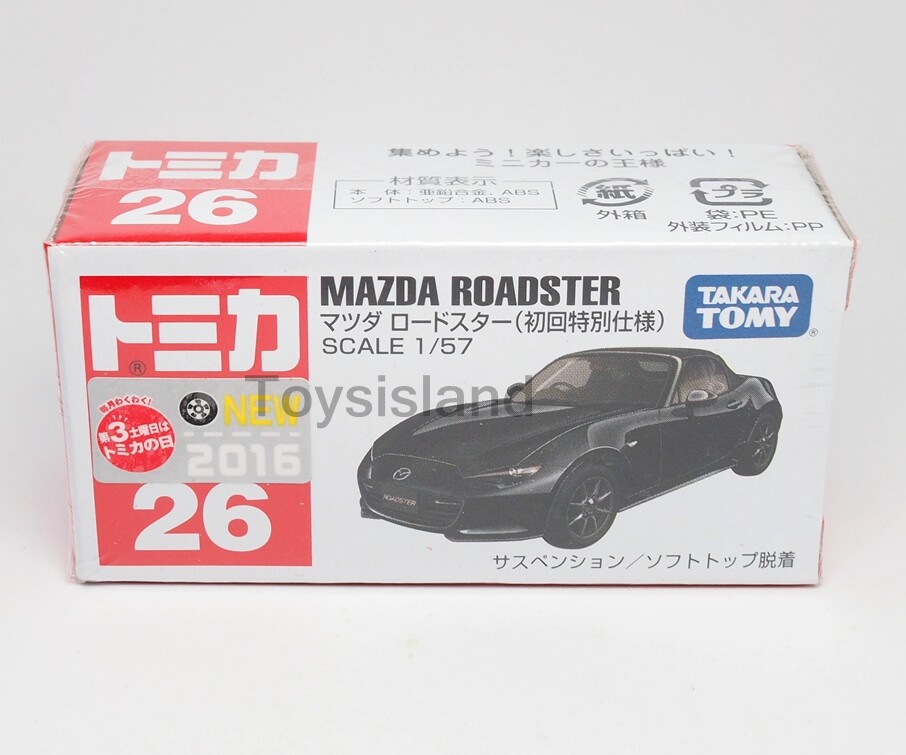 トミカ
26
集めよう!楽しさいっぱい!
ミニカーの王様
材質表示
本 体:亜鉛合金、ABS
ソフトトップ:ABS
紙
外箱
プラ
袋:PE
外装フィルム:PP
トミカ®
MAZDA ROADSTER
マツダ ロードスター(初回特別仕様)
SCALE 1/57
TAKARA
TOMY®
Toysisland
毎月わくわく!
第3土曜日は
トミカの日
NEW
2016
26
ROADSTER
サスペンション/ソフトトップ脱着